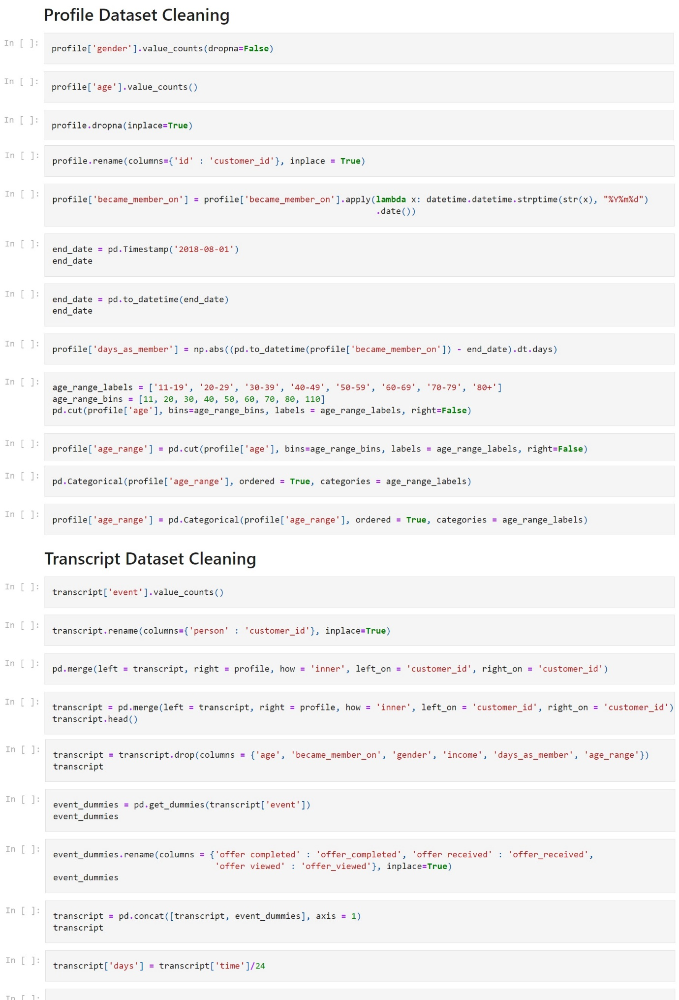 Profile Dataset Cleaning
In [ ]:
profile['gender'].value_counts(dropna=False)
In [ ]:
profile['age'].value_counts()
In [ ]:
profile.dropna(inplace=True)
In [ ]:
profile.rename(columns={'id' : 'customer_id'}, inplace = True)
In [ ]:
profile['became_member_on'] = profile['became_member_on'].apply(lambda x: datetime.datetime.strptime(str(x), "%Y%m%d")
.date())
In [ ]:
end_date = pd.Timestamp('2018-08-01')
end_date
In [ ]:
end_date = pd.to_datetime(end_date)
end_date
In [ ]:
profile['days_as_member'] = np.abs((pd.to_datetime(profile['became_member_on']) - end_date).dt.days)
In [ ]:
age_range_labels = ['11-19', '20-29', '30-39', '40-49', '50-59', '60-69', '70-79', '80+']
age_range_bins = [11, 20, 30, 40, 50, 60, 70, 80, 110]
pd.cut(profile['age'], bins=age_range_bins, labels = age_range_labels, right=False)
In [ ]:
profile['age_range'] = pd.cut(profile['age'], bins=age_range_bins, labels = age_range_labels, right=False)
In [ ]:
pd.Categorical(profile['age_range'], ordered = True, categories = age_range_labels)
In [ ]:
profile['age_range'] = pd.Categorical(profile['age_range'], ordered = True, categories = age_range_labels)
Transcript Dataset Cleaning
In [ ]:
transcript['event'].value_counts()
In [ ]:
transcript.rename(columns={'person' : 'customer_id'}, inplace=True)
In [ ]:
pd.merge(left = transcript, right = profile, how = 'inner', left_on = 'customer_id', right_on = 'customer_id')
In [ ]:
transcript = pd.merge(left = transcript, right = profile, how = 'inner', left_on = 'customer_id', right_on = 'customer_id')
transcript.head()
In [ ]:
transcript = transcript.drop(columns = {'age', 'became_member_on', 'gender', 'income', 'days_as_member', 'age_range'})
transcript
In [ ]:
event_dummies = pd.get_dummies(transcript['event'])
event_dummies
In [ ]:
event_dummies.rename(columns = {'offer completed' : 'offer_completed', 'offer received' : 'offer_received',
'offer viewed' : 'offer_viewed'}, inplace=True)
event_dummies
In [ ]:
transcript = pd.concat([transcript, event_dummies], axis = 1)
transcript
In [ ]:
transcript['days'] = transcript['time']/24
In [ ]: